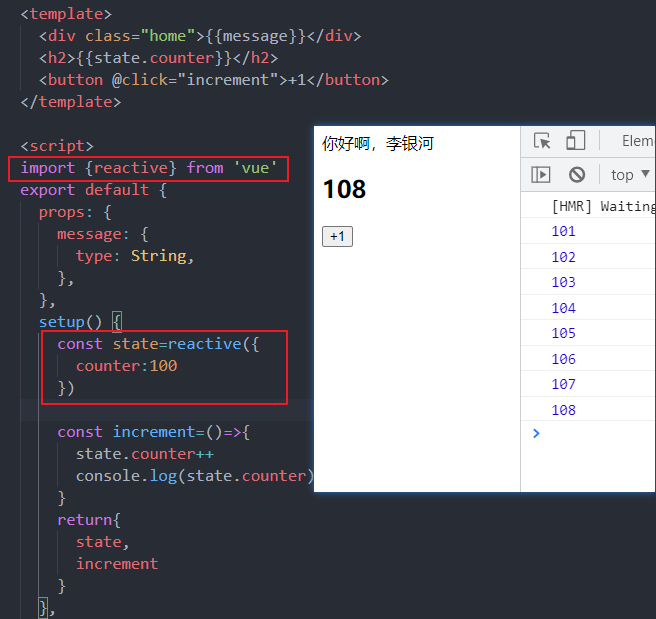 <template>
  <div class="home">{{message}}</div>
  <h2>{{state.counter}}</h2>
  <button @click="increment">+1</button>
</template>
<script>
import {reactive} from 'vue'
export default {
  props: {
    message: {
      type: String,
    },
  },
  setup() {
    const state=reactive({
      counter:100
    })
    const increment=()=>{
      state.counter++
      console.log(state.counter)
    }
    return{
      state,
      increment
    }
  },
你好啊，李银河
108
+1
Elem
top ▼
[HMR] Waiting
101
102
103
104
105
106
107
108
>